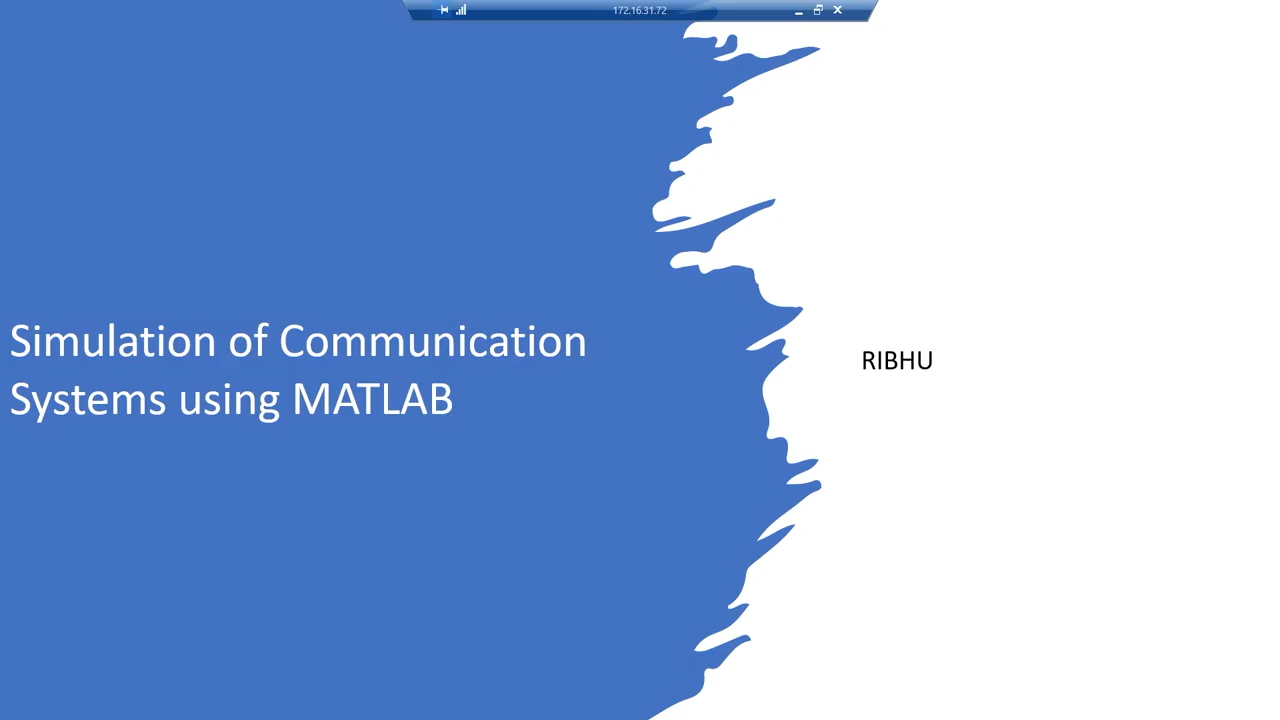 172.16.31.72
Simulation of Communication
Systems using MATLAB
RIBHU